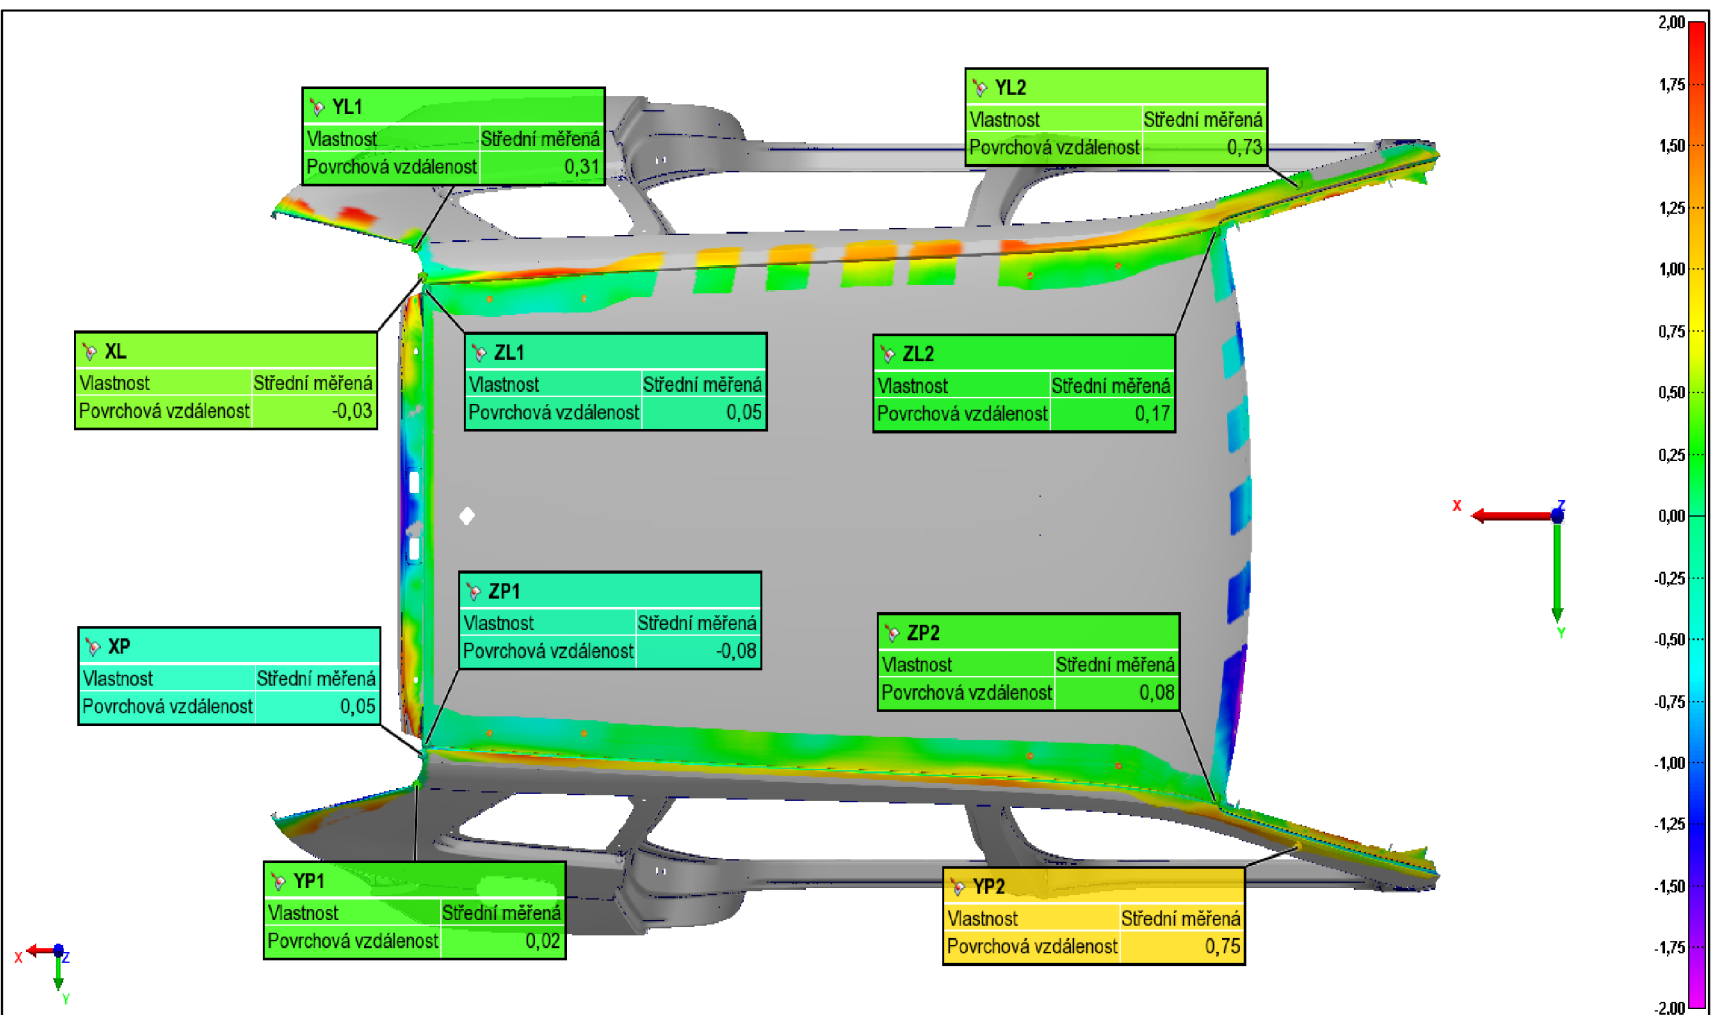 YL1
Vlastnost Střední měřená
Povrchová vzdálenost 0,31
YL2
Vlastnost Střední měřená
Povrchová vzdálenost 0,73
XL
Vlastnost Střední měřená
Povrchová vzdálenost -0,03
ZL1
Vlastnost Střední měřená
Povrchová vzdálenost 0,05
ZL2
Vlastnost Střední měřená
Povrchová vzdálenost 0,17
XP
Vlastnost Střední měřená
Povrchová vzdálenost 0,05
ZP1
Vlastnost Střední měřená
Povrchová vzdálenost -0,08
ZP2
Vlastnost Střední měřená
Povrchová vzdálenost 0,08
YP1
Vlastnost Střední měřená
Povrchová vzdálenost 0,02
YP2
Vlastnost Střední měřená
Povrchová vzdálenost 0,75
X
Z
Y
X
Z
Y
2,00
1,75
1,50
1,25
1,00
0,75
0,50
0,25
0,00
-0,25
-0,50
-0,75
-1,00
-1,25
-1,50
-1,75
-2,00